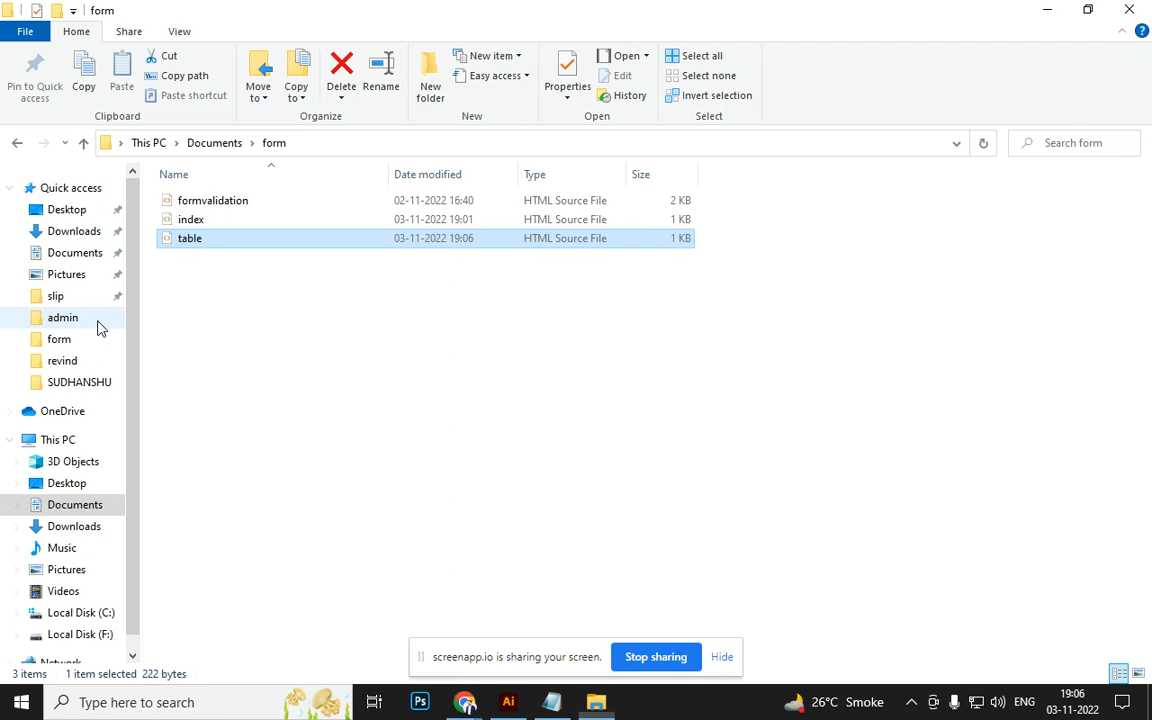 form
File Home Share View
Pin to Quick access
Copy
Paste
Cut
Copy path
Paste shortcut
Clipboard
Move to
Copy to
Delete
Rename
Organize
New folder
New item
Easy access
New
Properties
Open
Edit
History
Open
Select all
Select none
Invert selection
Select
This PC > Documents > form
Search form
Name Date modified Type Size
formvalidation 02-11-2022 16:40 HTML Source File 2 KB
index 03-11-2022 19:01 HTML Source File 1 KB
table 03-11-2022 19:06 HTML Source File 1 KB
Quick access
Desktop
Downloads
Documents
Pictures
slip
admin
form
revind
SUDHANSHU
OneDrive
This PC
3D Objects
Desktop
Documents
Downloads
Music
Pictures
Videos
Local Disk (C:)
Local Disk (F:)
Network
screenapp.io is sharing your screen. Stop sharing Hide
3 items 1 item selected 222 bytes
Type here to search
Ps
Ai
26°C Smoke
ENG
19:06
03-11-2022